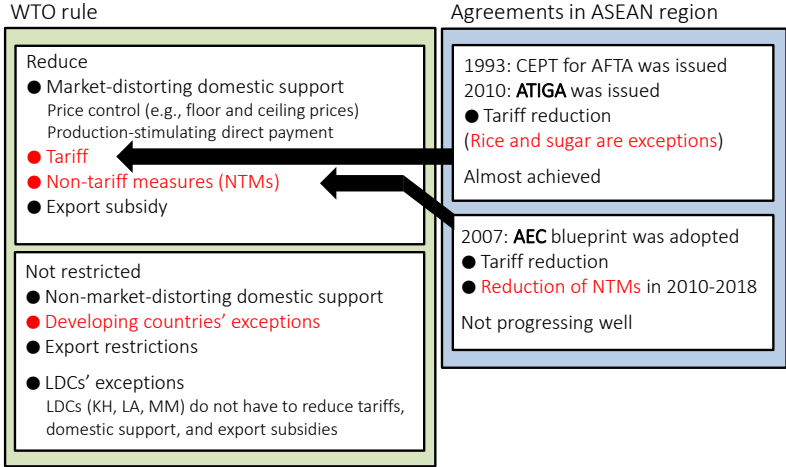 WTO rule
Reduce
● Market-distorting domestic support
Price control (e.g., floor and ceiling prices)
Production-stimulating direct payment
● Tariff
● Non-tariff measures (NTMs)
● Export subsidy
Not restricted
● Non-market-distorting domestic support
● Developing countries’ exceptions
● Export restrictions
● LDCs’ exceptions
LDCs (KH, LA, MM) do not have to reduce tariffs,
domestic support, and export subsidies
Agreements in ASEAN region
1993: CEPT for AFTA was issued
2010: ATIGA was issued
● Tariff reduction
(Rice and sugar are exceptions)
Almost achieved
2007: AEC blueprint was adopted
● Tariff reduction
● Reduction of NTMs in 2010-2018
Not progressing well